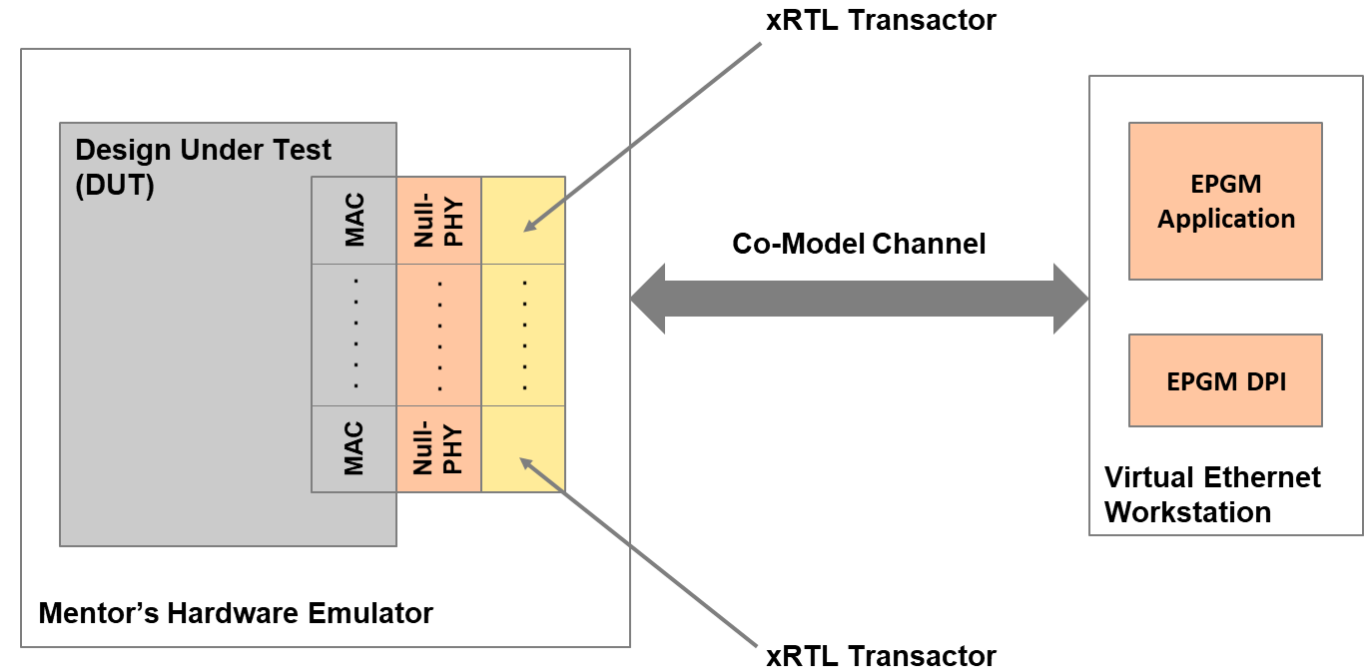 xRTL Transactor
Design Under Test
(DUT)
MAC
Null-
PHY
EPGM
Application
Co-Model Channel
. . . . . .
. . . . . .
. . . . . .
EPGM DPI
MAC
Null-
PHY
Virtual Ethernet
Workstation
Mentor's Hardware Emulator
xRTL Transactor